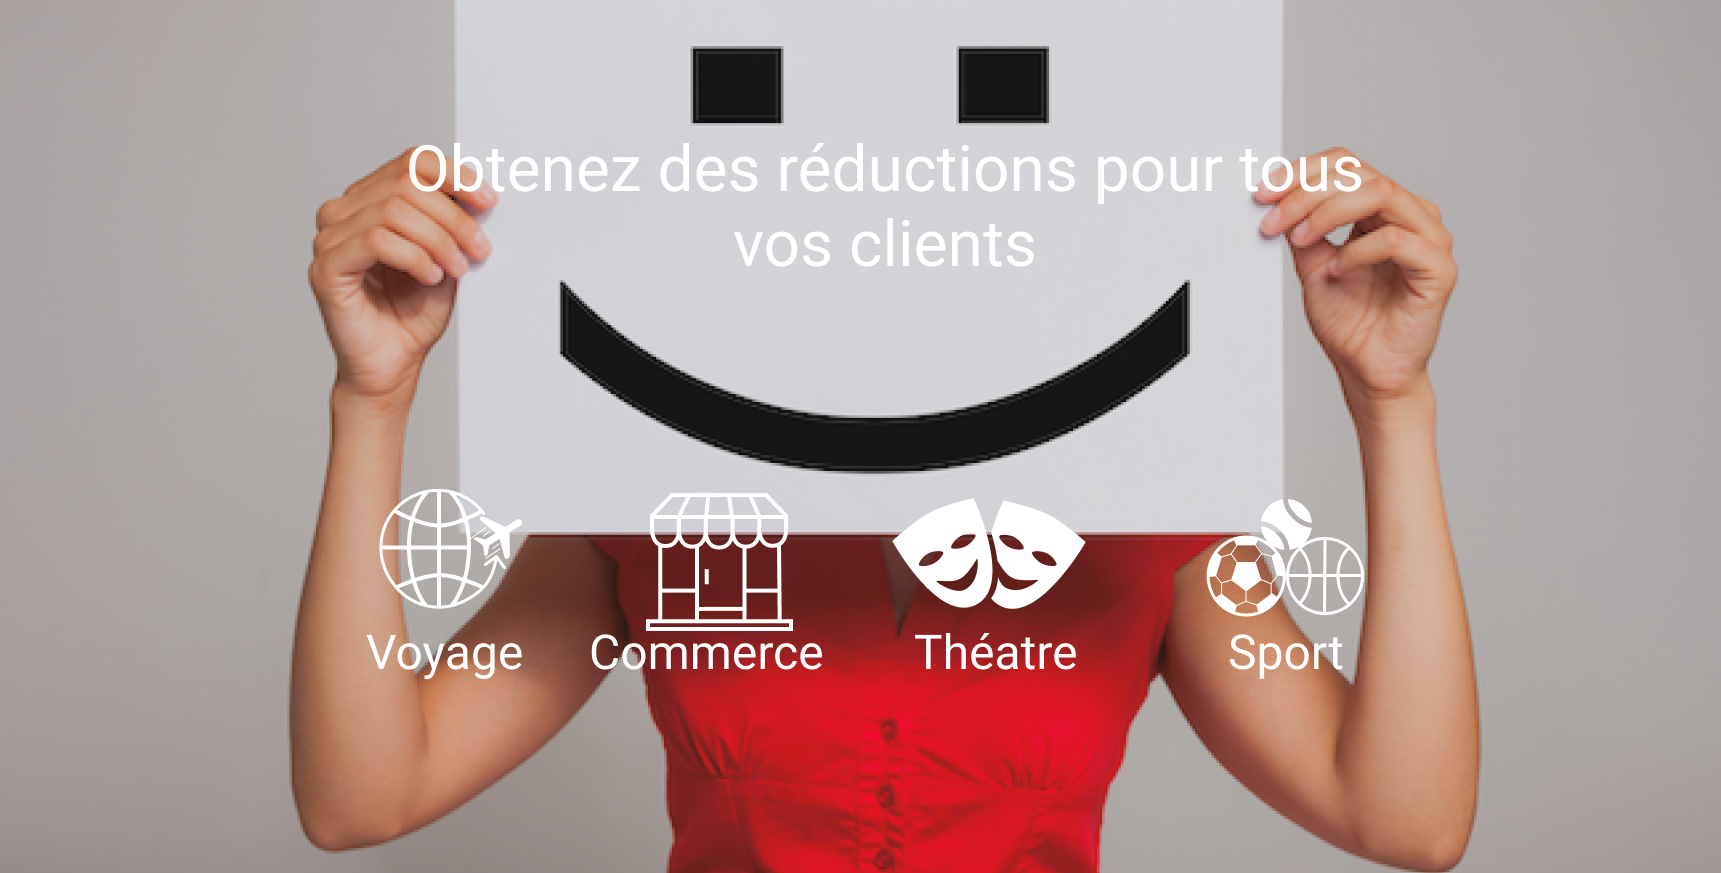 Obtenez des réductions pour tous
vos clients
Voyage
Commerce
Théatre
Sport